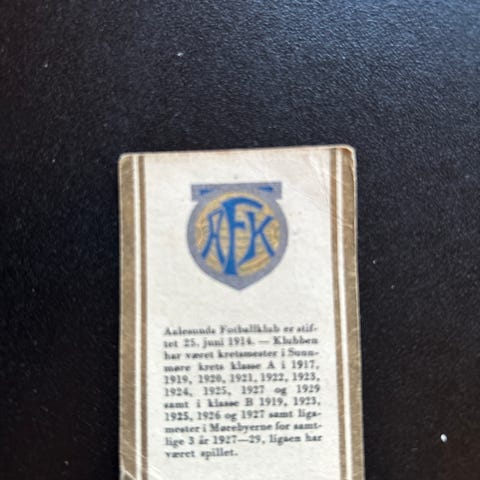 AFK
Aalesunds Fotballklub er stif-
tet 25. juni 1914. — Klubben
har været kretsmester i Sunn-
møre krets klasse A i 1917,
1919, 1920, 1921, 1922, 1923,
1924, 1925, 1927 og 1929
samt i klasse B 1919, 1923,
1925, 1926 og 1927 samt liga-
mester i Mørebyerne for samt-
lige 3 år 1927—29, ligaen har
været spillet.